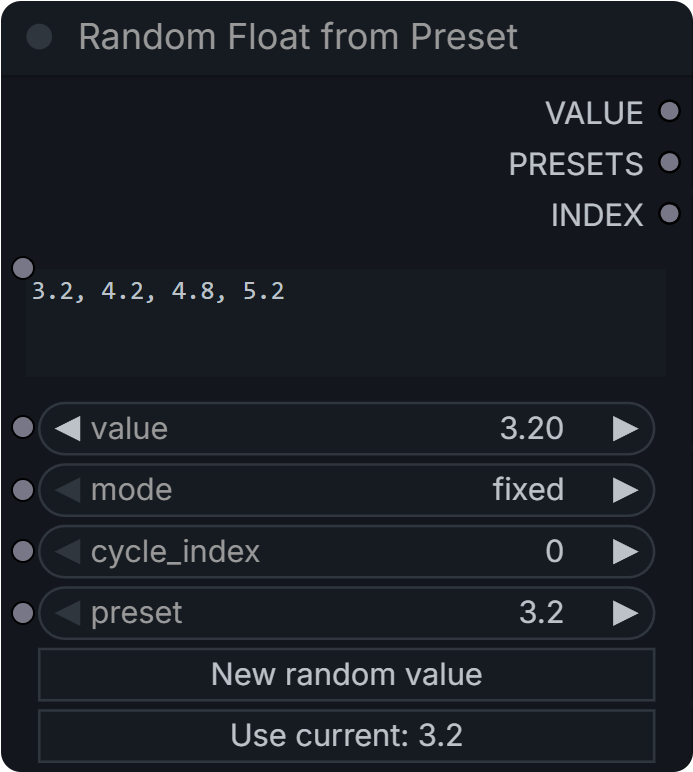 Random Float from Preset
VALUE
PRESETS
INDEX
3.2, 4.2, 4.8, 5.2
value 3.20
mode fixed
cycle_index 0
preset 3.2
New random value
Use current: 3.2